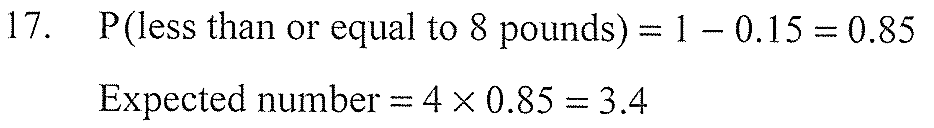 17. P(less than or equal to 8 pounds) = 1 − 0.15 = 0.85
Expected number = 4 × 0.85 = 3.4